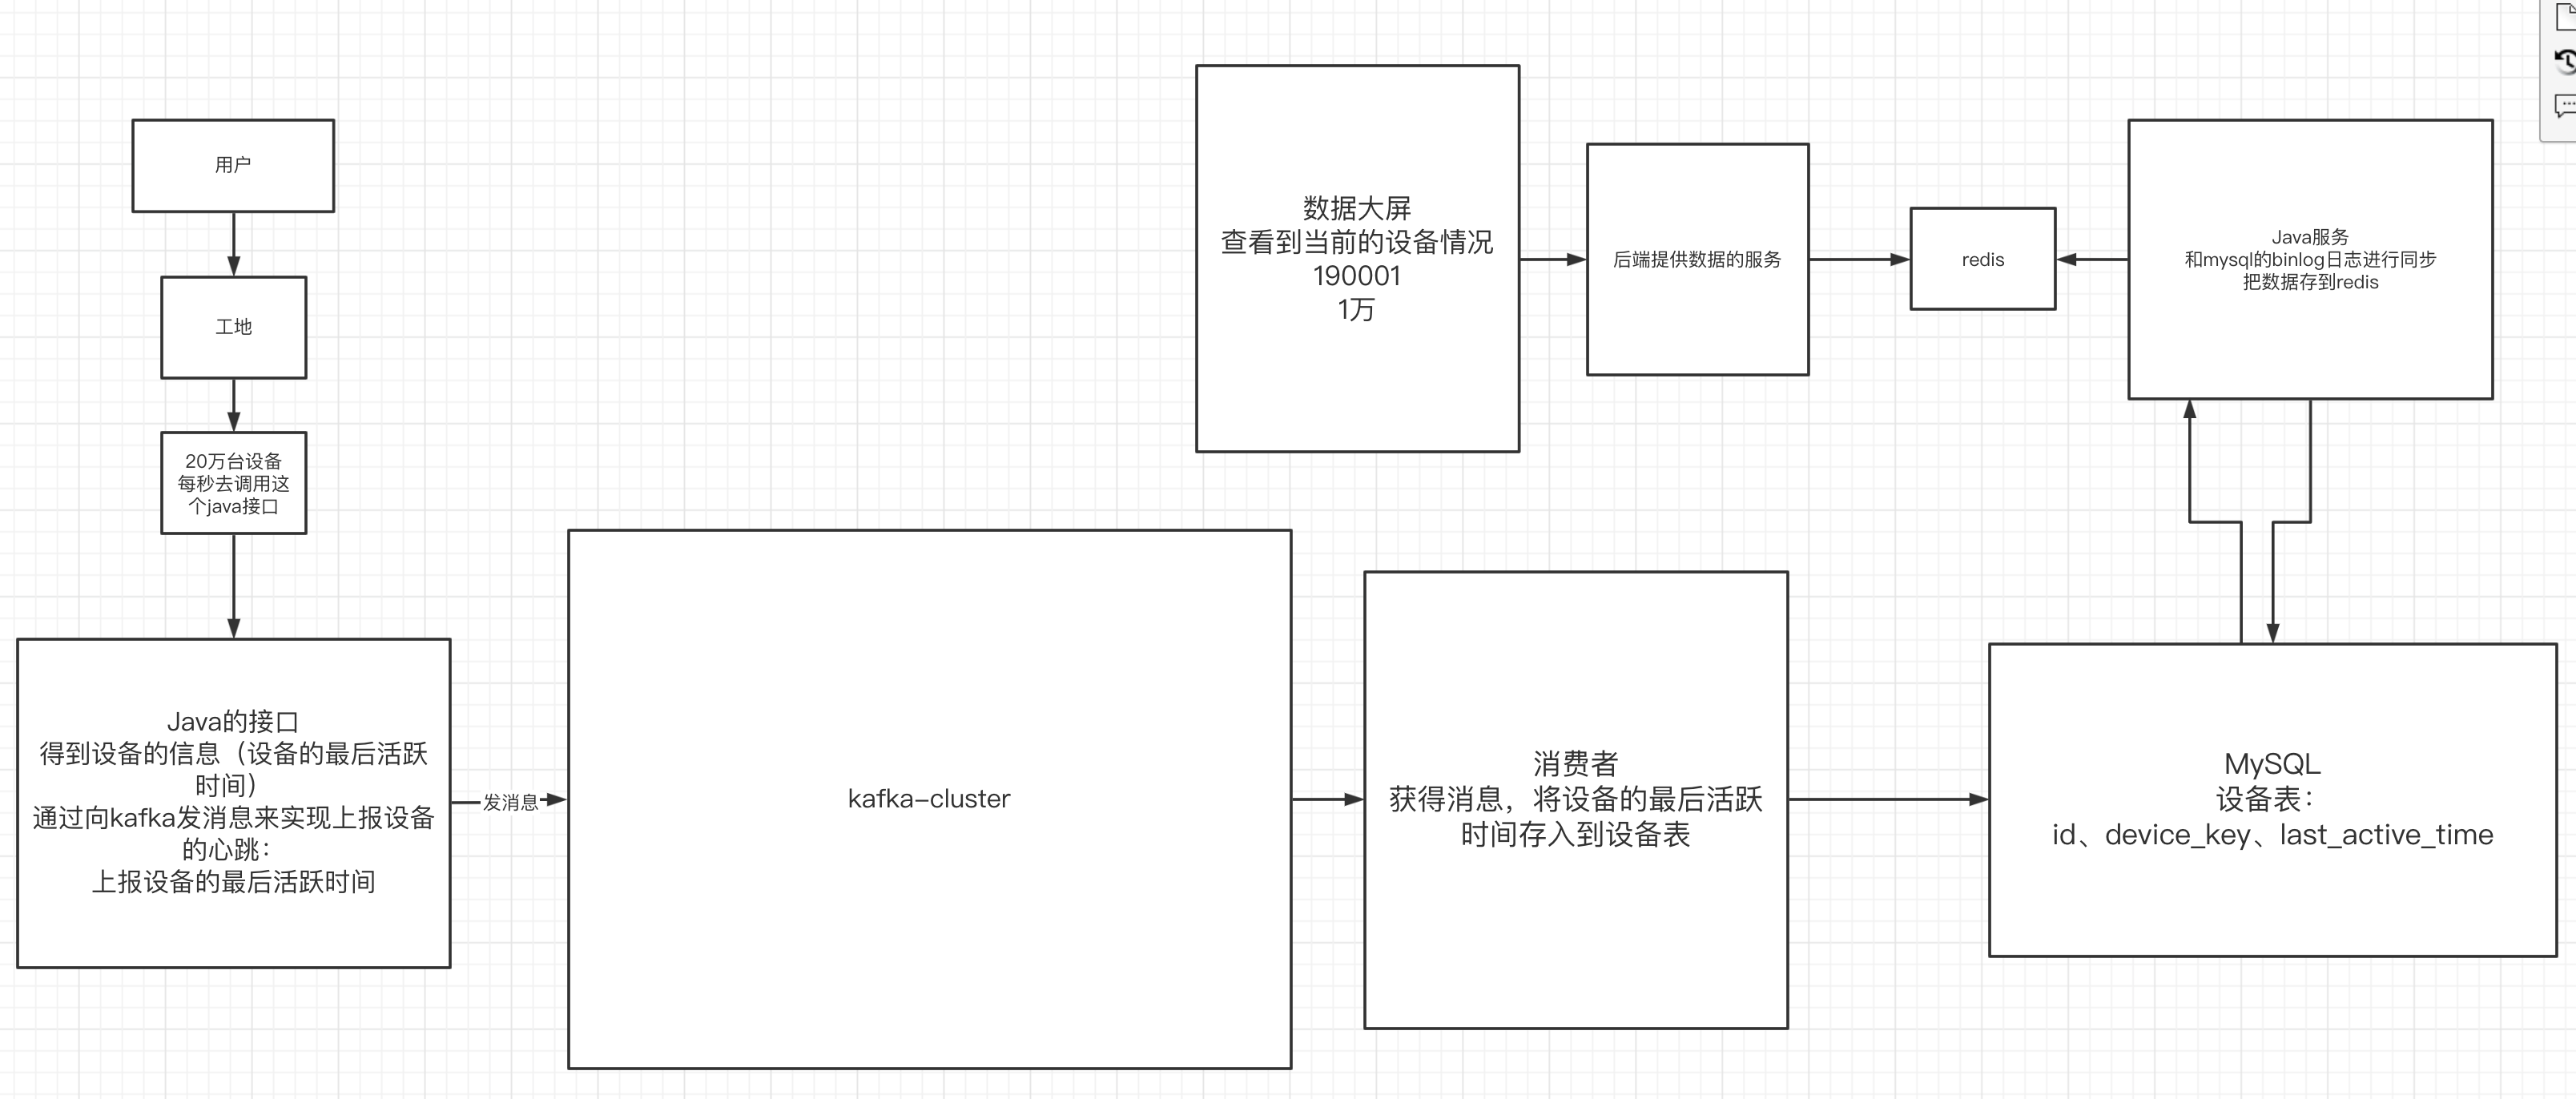 用户
工地
20万台设备
每秒去调用这
个java接口
Java的接口
得到设备的信息（设备的最后活跃
时间）
通过向kafka发消息来实现上报设备
的心跳：
上报设备的最后活跃时间
发消息
kafka-cluster
消费者
获得消息，将设备的最后活跃
时间存入到设备表
MySQL
设备表：
id、device_key、last_active_time
数据大屏
查看到当前的设备情况
190001
1万
后端提供数据的服务
redis
Java服务
和mysql的binlog日志进行同步
把数据存到redis